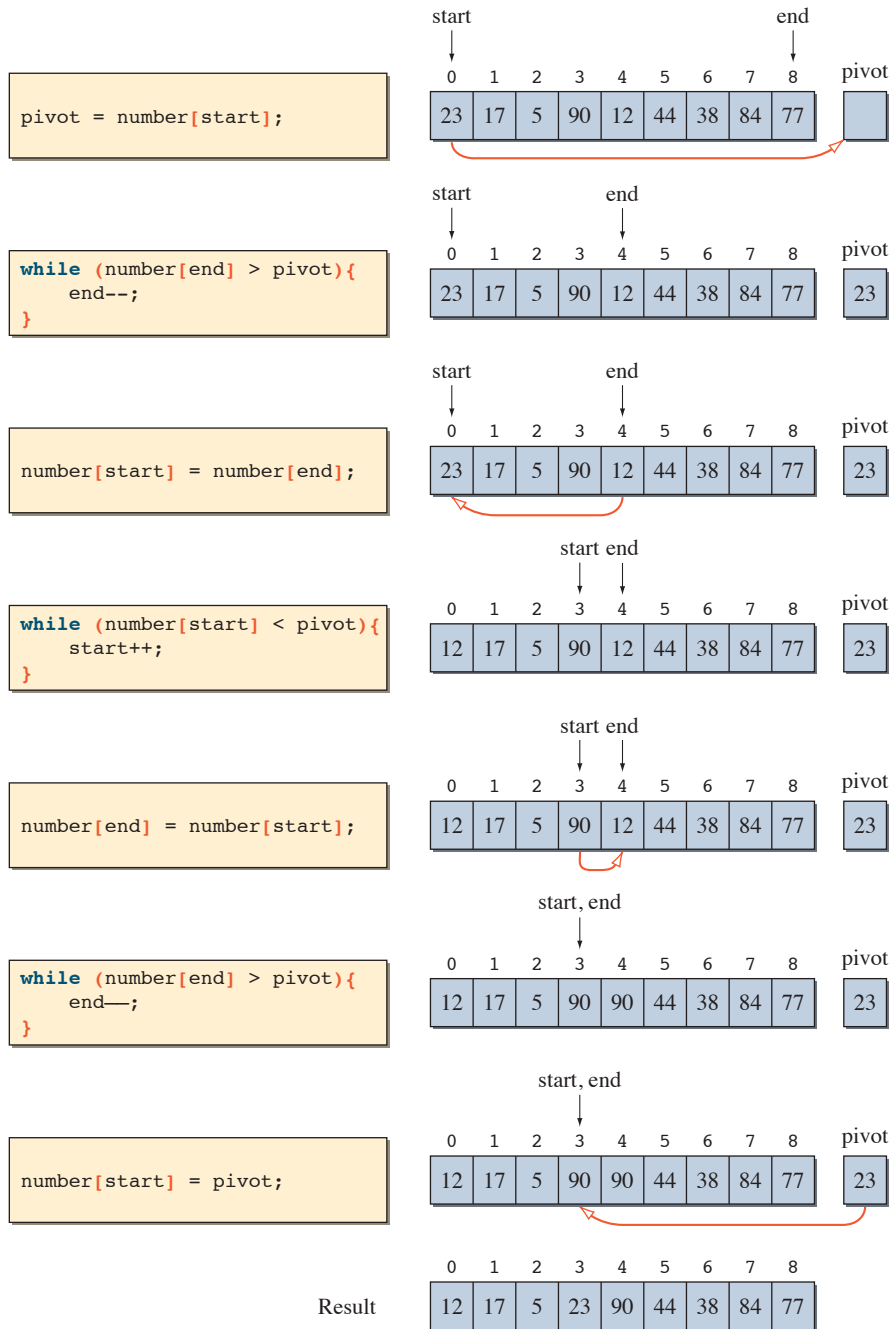 start end
0 1 2 3 4 5 6 7 8 pivot
pivot = number[start];
23 17 5 90 12 44 38 84 77
start end
0 1 2 3 4 5 6 7 8 pivot
while (number[end] > pivot){
end--;
}
23 17 5 90 12 44 38 84 77 23
start end
0 1 2 3 4 5 6 7 8 pivot
number[start] = number[end];
23 17 5 90 12 44 38 84 77 23
start end
0 1 2 3 4 5 6 7 8 pivot
while (number[start] < pivot){
start++;
}
12 17 5 90 12 44 38 84 77 23
start end
0 1 2 3 4 5 6 7 8 pivot
number[end] = number[start];
12 17 5 90 12 44 38 84 77 23
start, end
0 1 2 3 4 5 6 7 8 pivot
while (number[end] > pivot){
end——;
}
12 17 5 90 90 44 38 84 77 23
start, end
0 1 2 3 4 5 6 7 8 pivot
number[start] = pivot;
12 17 5 90 90 44 38 84 77 23
0 1 2 3 4 5 6 7 8
Result 12 17 5 23 90 44 38 84 77